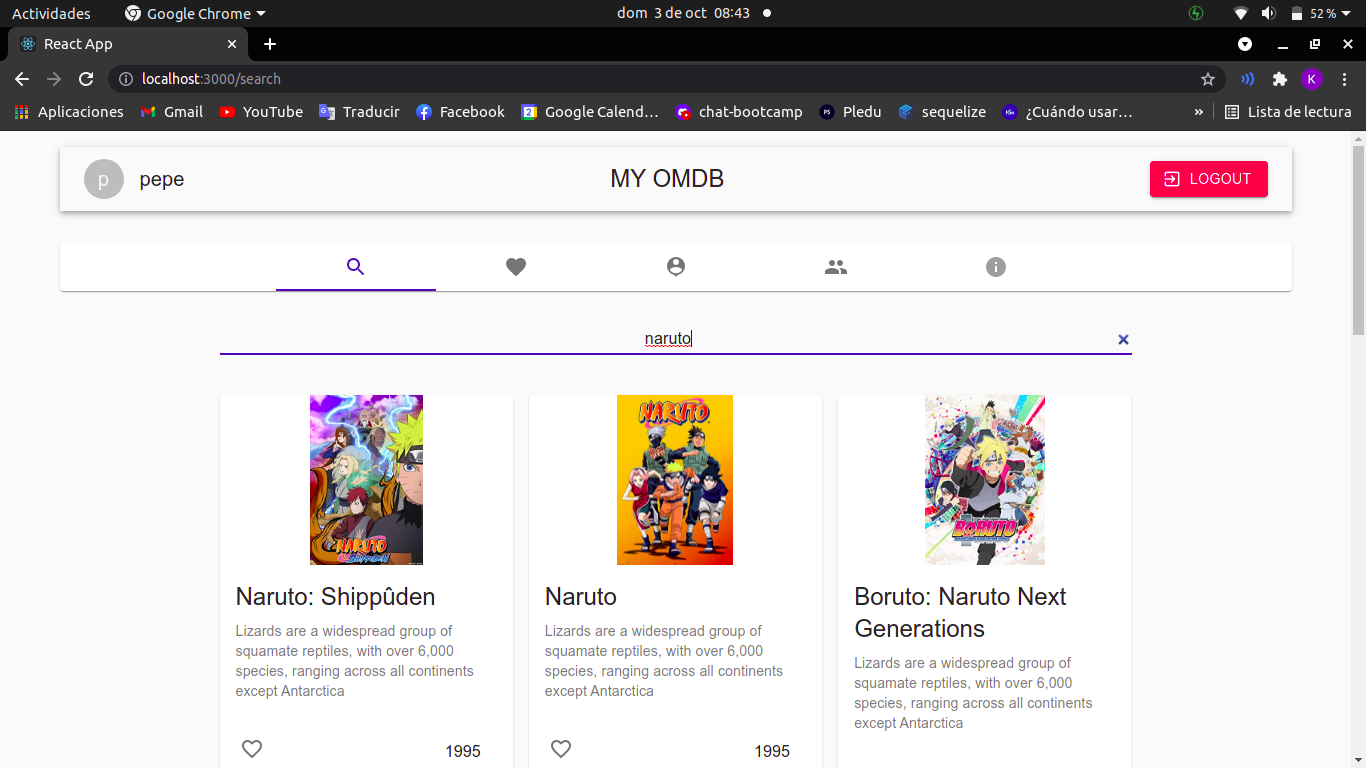 Actividades Google Chrome dom 3 de oct 08:43 52 %
React App
localhost:3000/search K
Aplicaciones Gmail YouTube Traducir Facebook Google Calend… chat-bootcamp Pledu sequelize ¿Cuándo usar… » Lista de lectura
p pepe MY OMDB LOGOUT
naruto
NARUTO
NARUTO
Shippuden
BORUTO
Naruto: Shippûden
Lizards are a widespread group of
squamate reptiles, with over 6,000
species, ranging across all continents
except Antarctica
1995
Naruto
Lizards are a widespread group of
squamate reptiles, with over 6,000
species, ranging across all continents
except Antarctica
1995
Boruto: Naruto Next
Generations
Lizards are a widespread group of
squamate reptiles, with over 6,000
species, ranging across all continents
except Antarctica